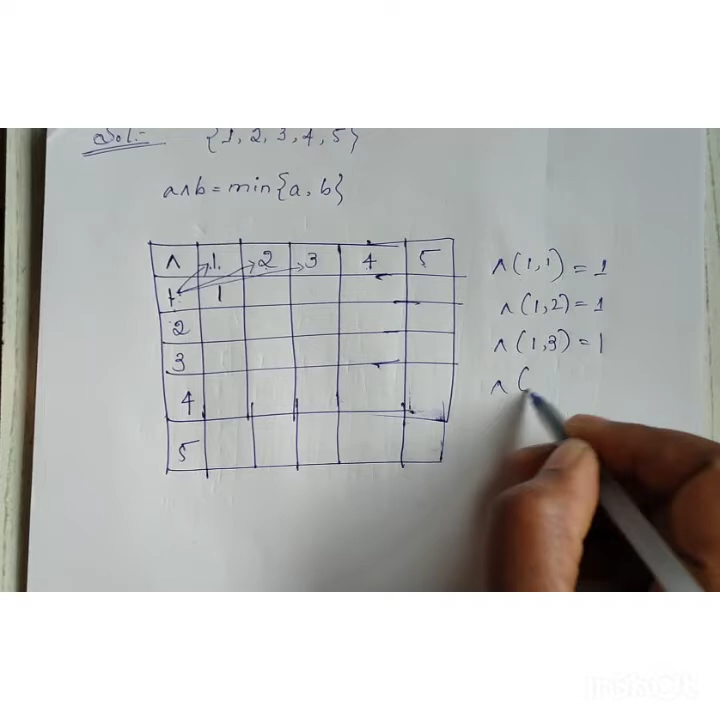 Sol:- {1, 2, 3, 4, 5}
a∧b = min{a, b}
∧ 1 2 3 4 5
1 1
2
3
4
5
∧(1,1) = 1
∧(1,2) = 1
∧(1,3) = 1
∧(